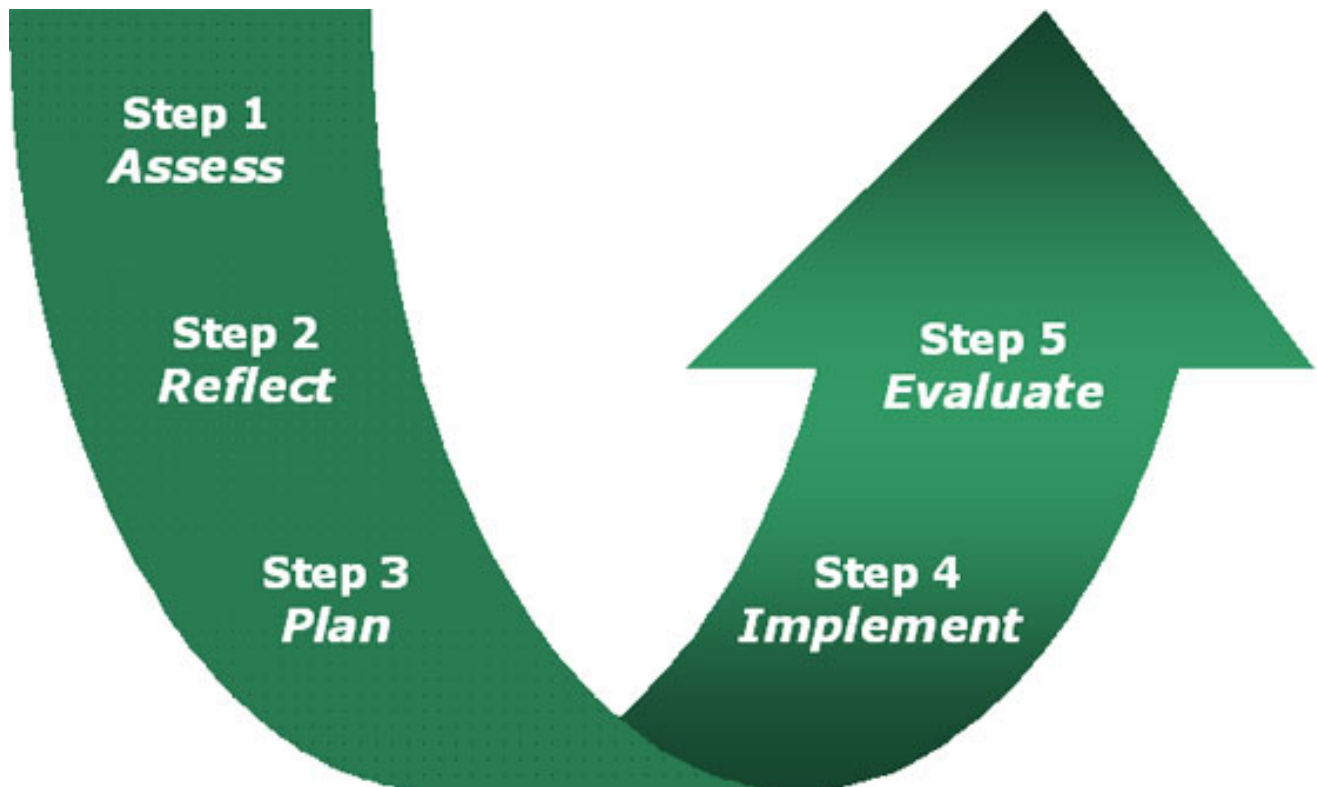 Step 1
Assess
Step 2
Reflect
Step 3
Plan
Step 4
Implement
Step 5
Evaluate